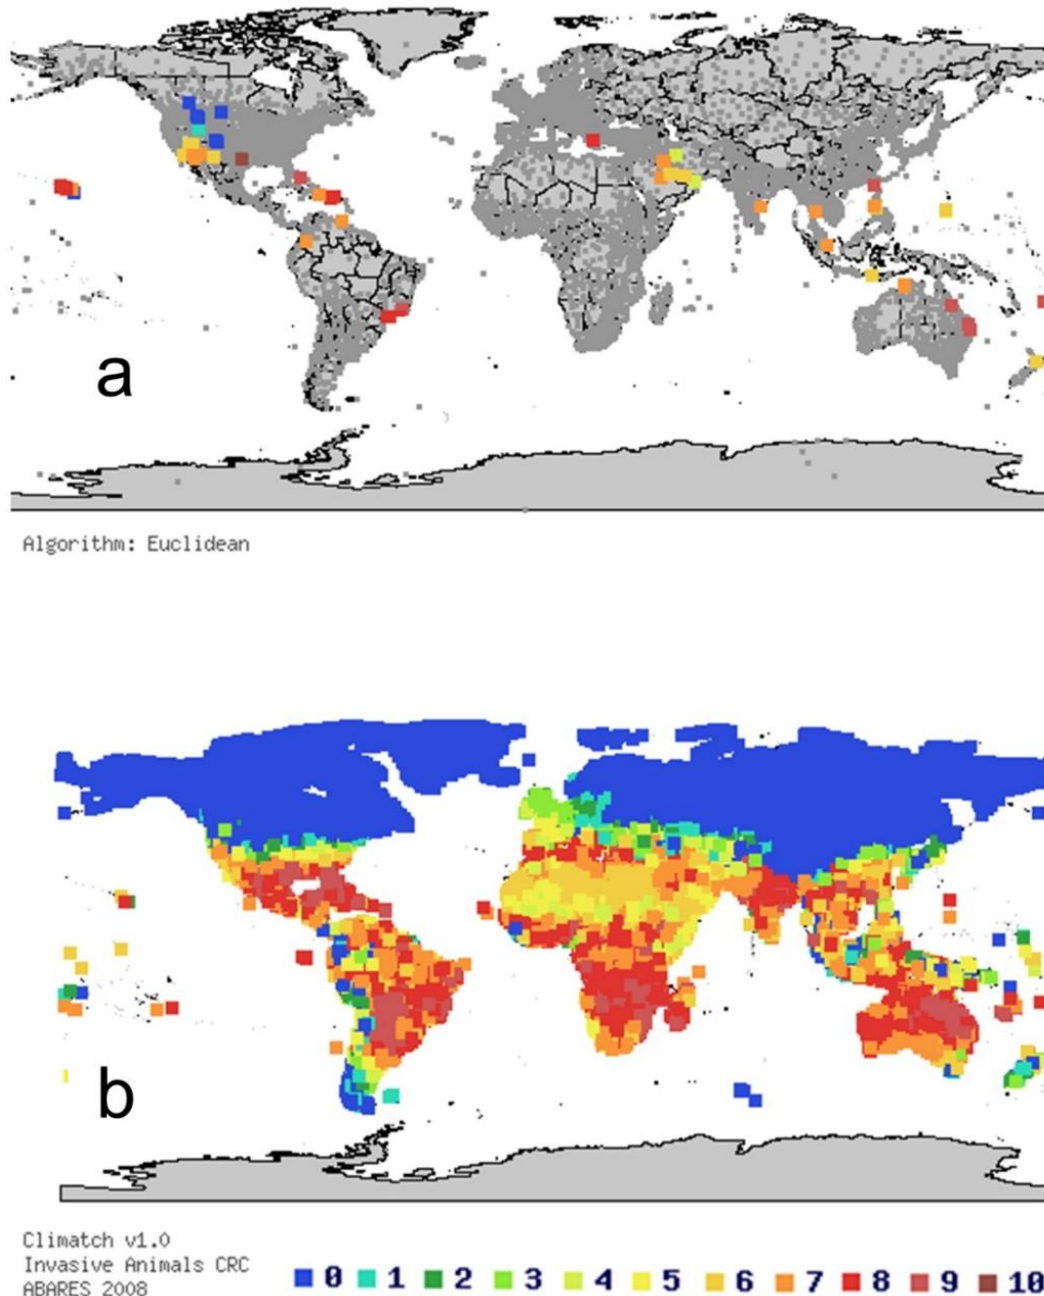 a
Algorithm: Euclidean
b
Climatch v1.0
Invasive Animals CRC
ABARES 2008
0 1 2 3 4 5 6 7 8 9 10